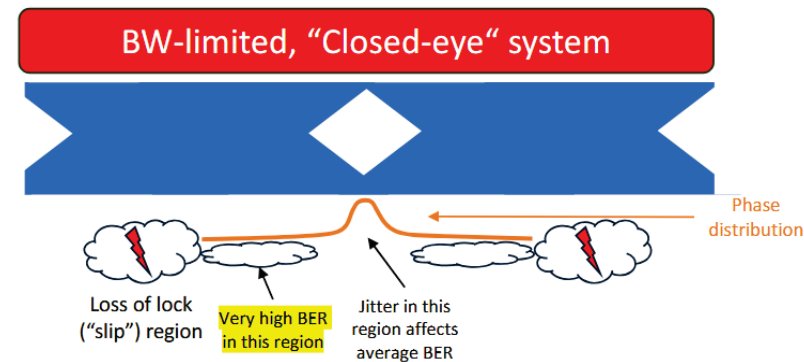 BW-limited, “Closed-eye“ system
Phase
distribution
Loss of lock
(“slip”) region
Very high BER
in this region
Jitter in this
region affects
average BER